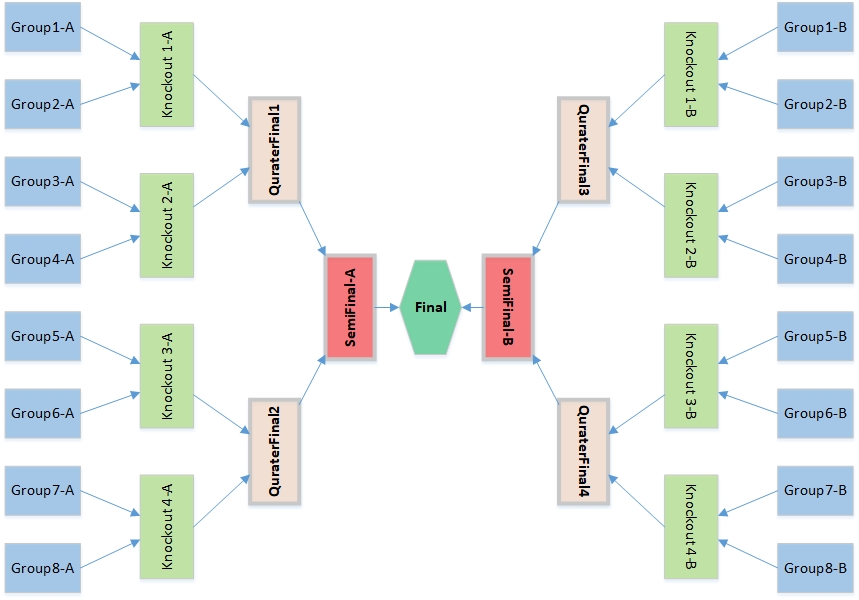 Group1-A
Group2-A
Group3-A
Group4-A
Group5-A
Group6-A
Group7-A
Group8-A
Knockout 1-A
Knockout 2-A
Knockout 3-A
Knockout 4-A
QuraterFinal1
QuraterFinal2
SemiFinal-A
Final
SemiFinal-B
QuraterFinal3
QuraterFinal4
Knockout 1-B
Knockout 2-B
Knockout 3-B
Knockout 4-B
Group1-B
Group2-B
Group3-B
Group4-B
Group5-B
Group6-B
Group7-B
Group8-B